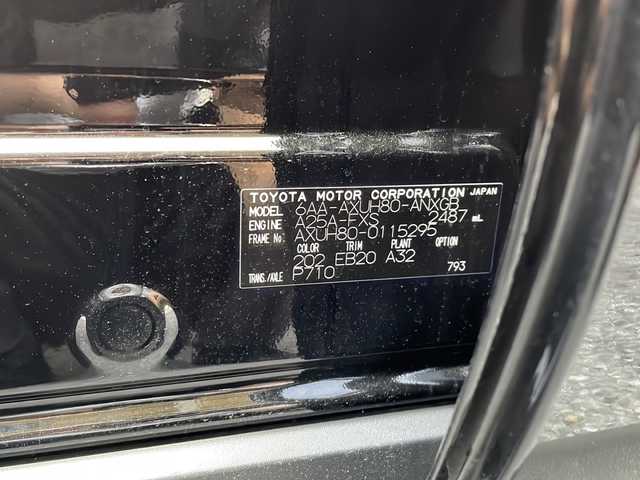 TOYOTA MOTOR CORPORATION JAPAN
MODEL 6AA-AXUH80-ANXGB
ENGINE A25A-FXS 2487 mL
FRAME No. AXUH80-0115295
COLOR TRIM PLANT OPTION
202 EB20 A32
TRANS./AXLE P710 793